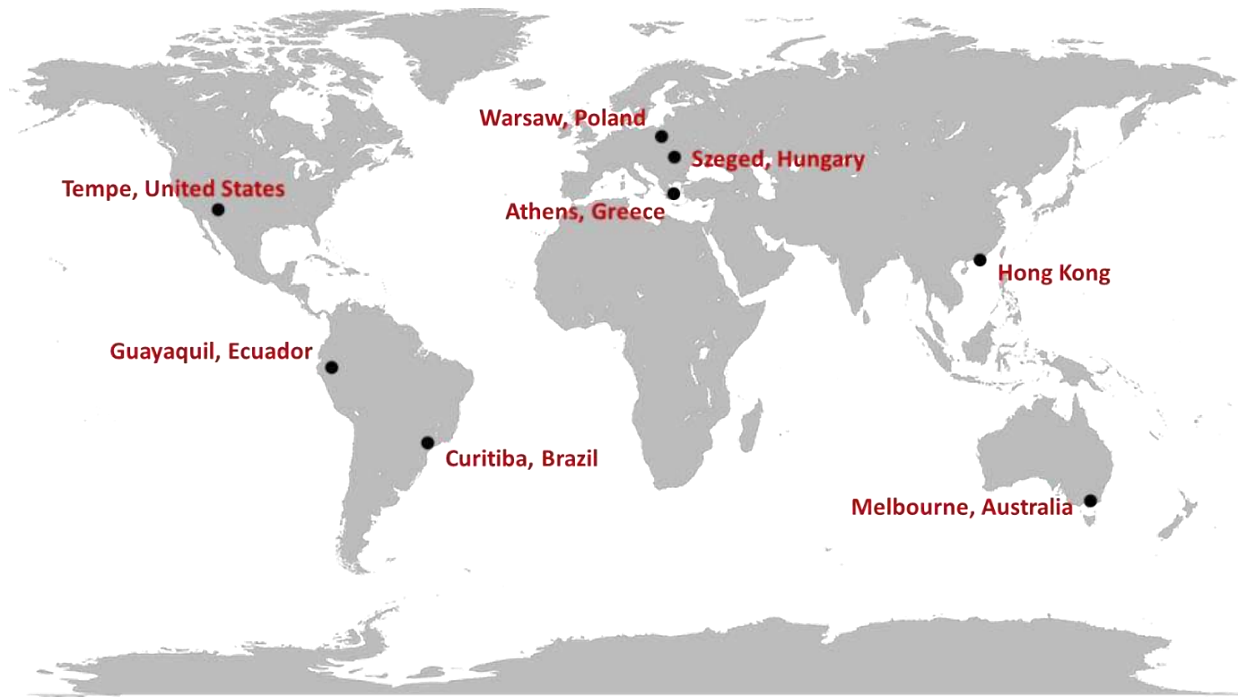 Warsaw, Poland
Szeged, Hungary
Tempe, United States
Athens, Greece
Hong Kong
Guayaquil, Ecuador
Curitiba, Brazil
Melbourne, Australia